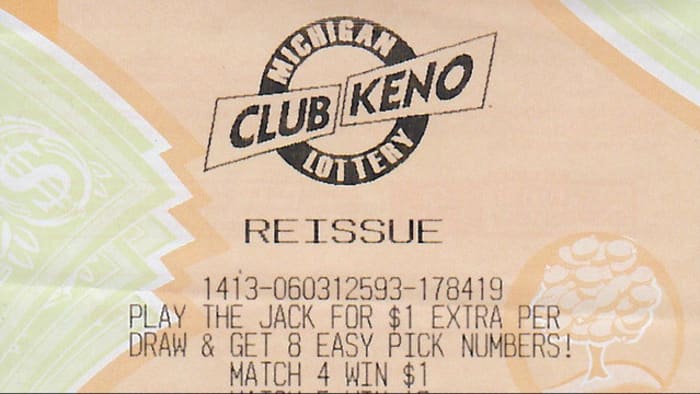 MICHIGAN
CLUB KENO
LOTTERY
REISSUE
1413-060312593-178419
PLAY THE JACK FOR $1 EXTRA PER
DRAW & GET 8 EASY PICK NUMBERS!
MATCH 4 WIN $1